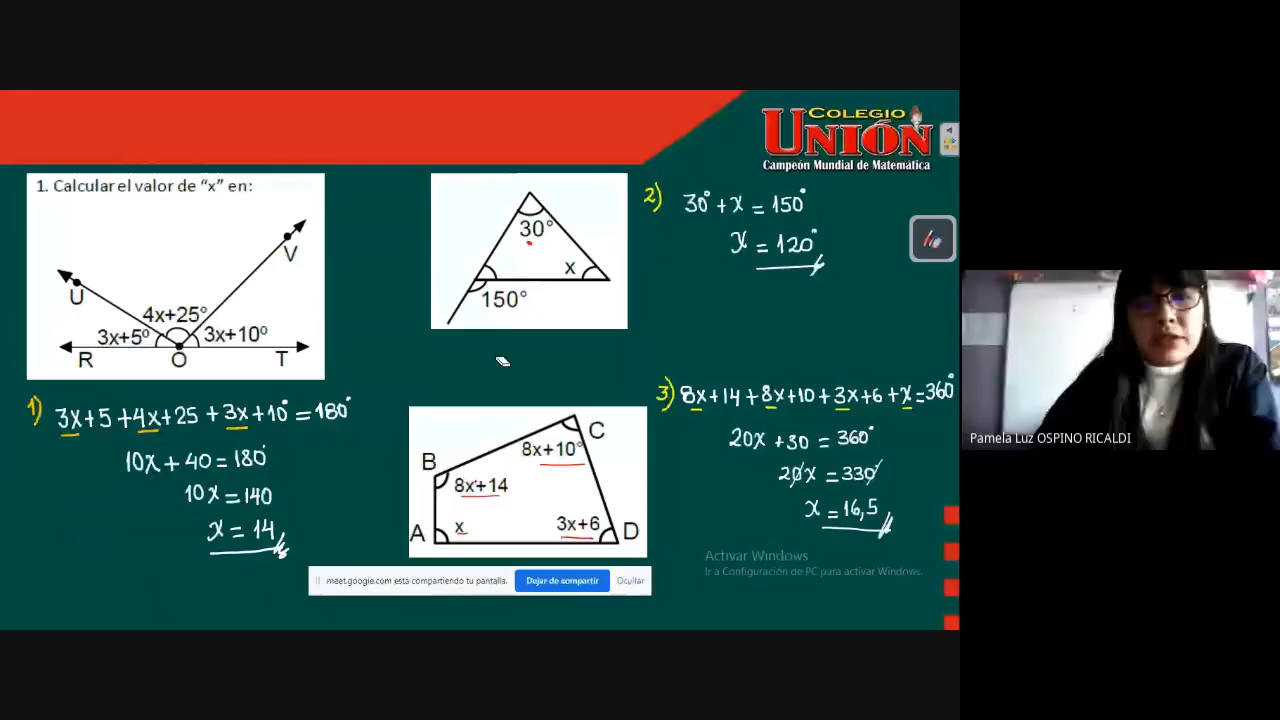 COLEGIO
UNIÓN
Campeón Mundial de Matemática
1. Calcular el valor de “x” en:
U
V
4x+25°
3x+5°
3x+10°
R
O
T
1) 3x+5+4x+25+3x+10°=180°
10x+40=180°
10x=140
x=14
30°
x
150°
2) 30°+x=150°
x=120°
B
C
8x+10°
8x+14
A
x
3x+6
D
3) 8x+14+8x+10+3x+6+x=360°
20x+30=360°
20x=330
x=16,5
meet.google.com está compartiendo tu pantalla.
Dejar de compartir
Ocultar
Activar Windows
Ir a Configuración de PC para activar Windows.
Pamela Luz OSPINO RICALDI